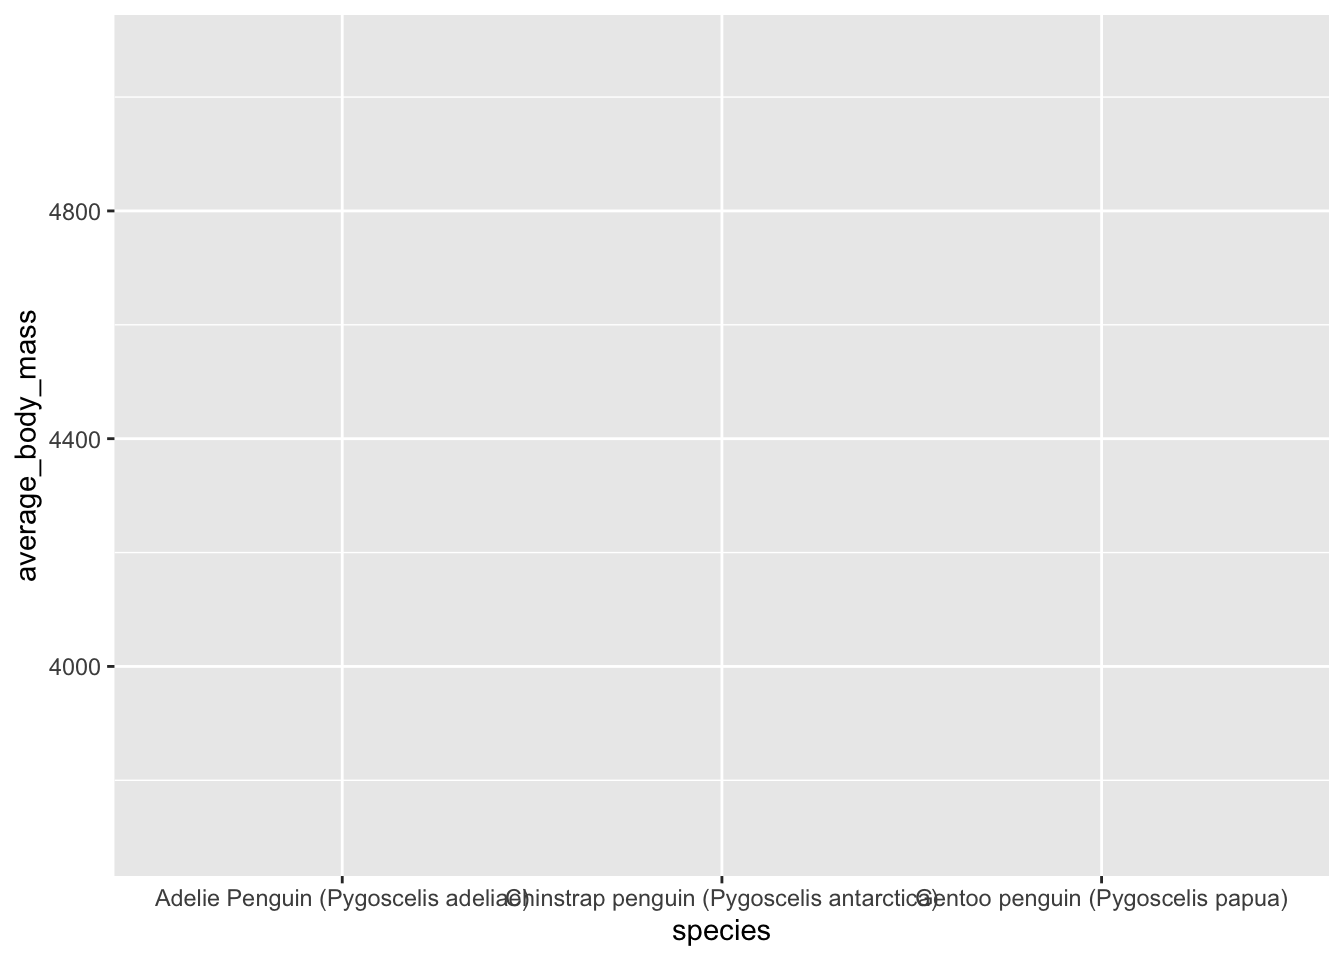 average_body_mass
4800
4400
4000
Adelie Penguin (Pygoscelis adeliae)
Chinstrap penguin (Pygoscelis antarctica)
Gentoo penguin (Pygoscelis papua)
species